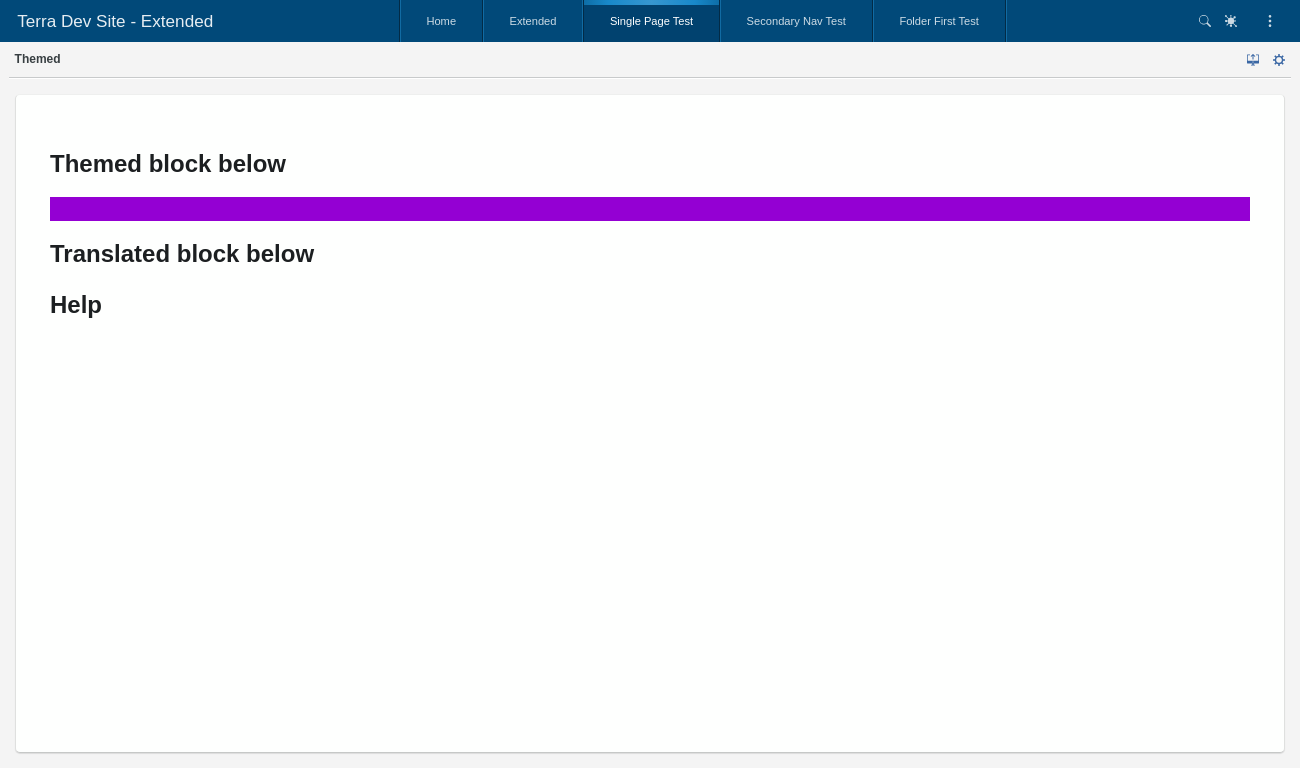 Terra Dev Site - Extended
Home
Extended
Single Page Test
Secondary Nav Test
Folder First Test
Themed
Themed block below
Translated block below
Help